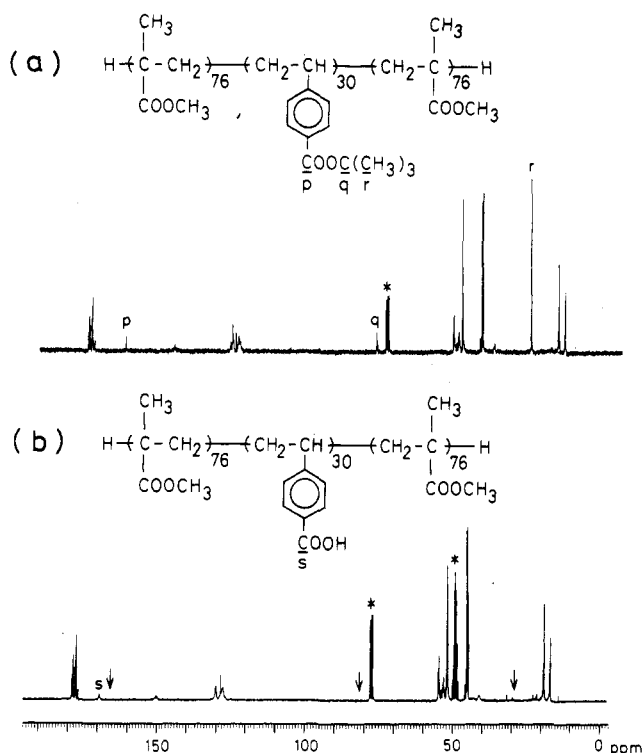 (a)
CH₃ CH₃
H-(C-CH₂)₇₆-(CH₂-CH)₃₀-(CH₂-C)₇₆-H
COOCH₃ COOCH₃
COOC(CH₃)₃
p q r
r
*
p q
(b)
CH₃ CH₃
H-(C-CH₂)₇₆-(CH₂-CH)₃₀-(CH₂-C)₇₆-H
COOCH₃ COOCH₃
COOH
s
*
*
s
150 100 50 0 ppm